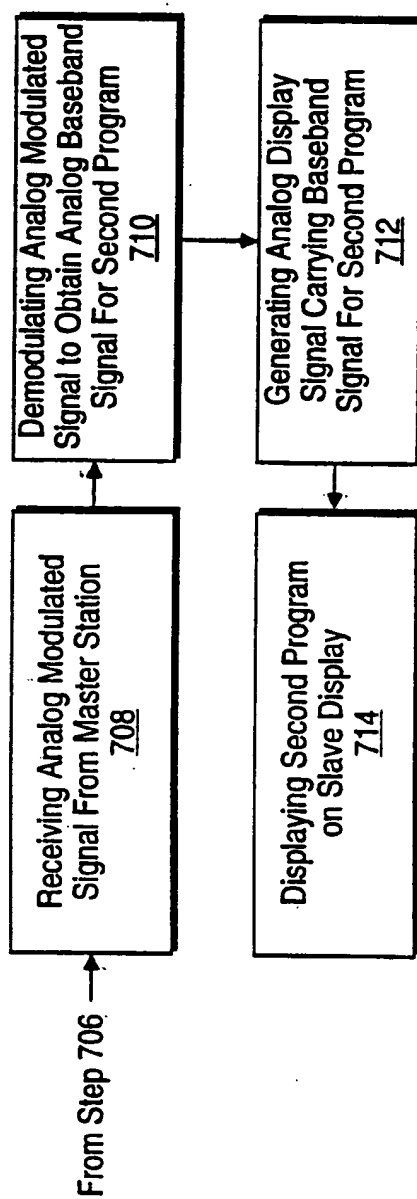 From Step 706
Receiving Analog Modulated
Signal From Master Station
708
Demodulating Analog Modulated
Signal to Obtain Analog Baseband
Signal For Second Program
710
Generating Analog Display
Signal Carrying Baseband
Signal For Second Program
712
Displaying Second Program
on Slave Display
714